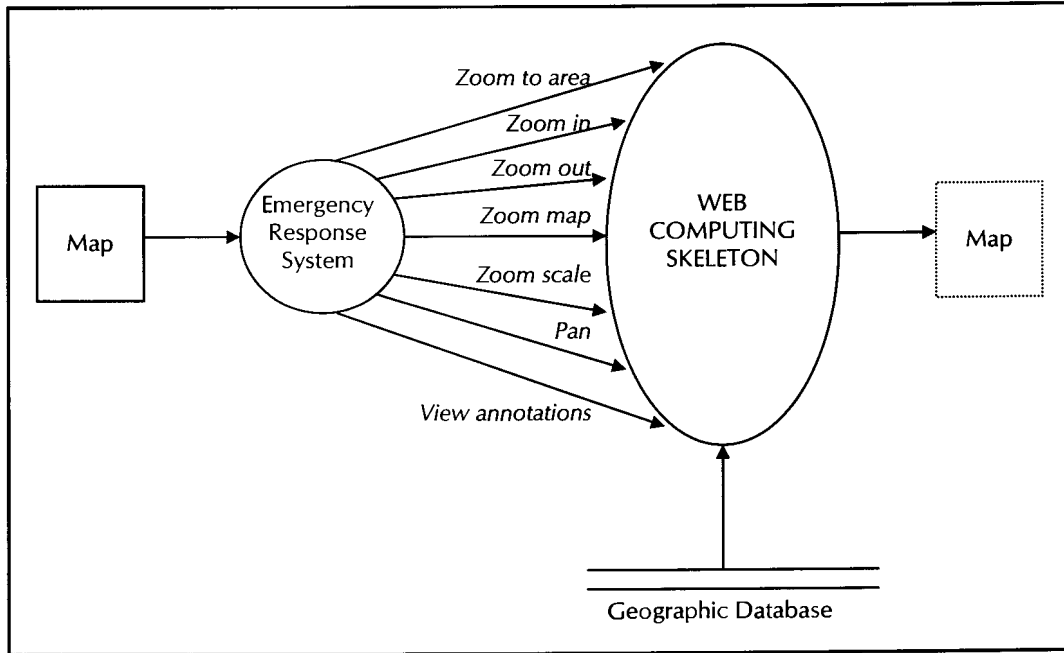 Zoom to area
Zoom in
Zoom out
Zoom map
Zoom scale
Pan
View annotations
Map
Emergency
Response
System
WEB
COMPUTING
SKELETON
Map
Geographic Database